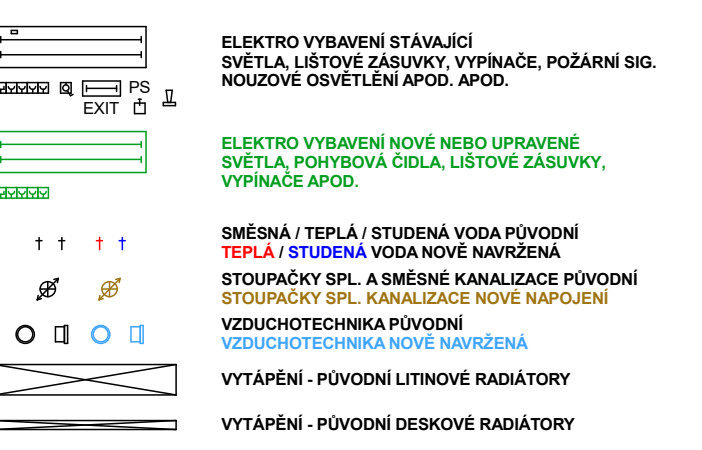 ELEKTRO VYBAVENÍ STÁVAJÍCÍ
SVĚTLA, LIŠTOVÉ ZÁSUVKY, VYPÍNAČE, POŽÁRNÍ SIG.
NOUZOVÉ OSVĚTLĚNÍ APOD. APOD.
PS
EXIT
ELEKTRO VYBAVENÍ NOVÉ NEBO UPRAVENÉ
SVĚTLA, POHYBOVÁ ČIDLA, LIŠTOVÉ ZÁSUVKY,
VYPÍNAČE APOD.
SMĚSNÁ / TEPLÁ / STUDENÁ VODA PŮVODNÍ
TEPLÁ / STUDENÁ VODA NOVĚ NAVRŽENÁ
STOUPAČKY SPL. A SMĚSNÉ KANALIZACE PŮVODNÍ
STOUPAČKY SPL. KANALIZACE NOVÉ NAPOJENÍ
VZDUCHOTECHNIKA PŮVODNÍ
VZDUCHOTECHNIKA NOVĚ NAVRŽENÁ
VYTÁPĚNÍ - PŮVODNÍ LITINOVÉ RADIÁTORY
VYTÁPĚNÍ - PŮVODNÍ DESKOVÉ RADIÁTORY